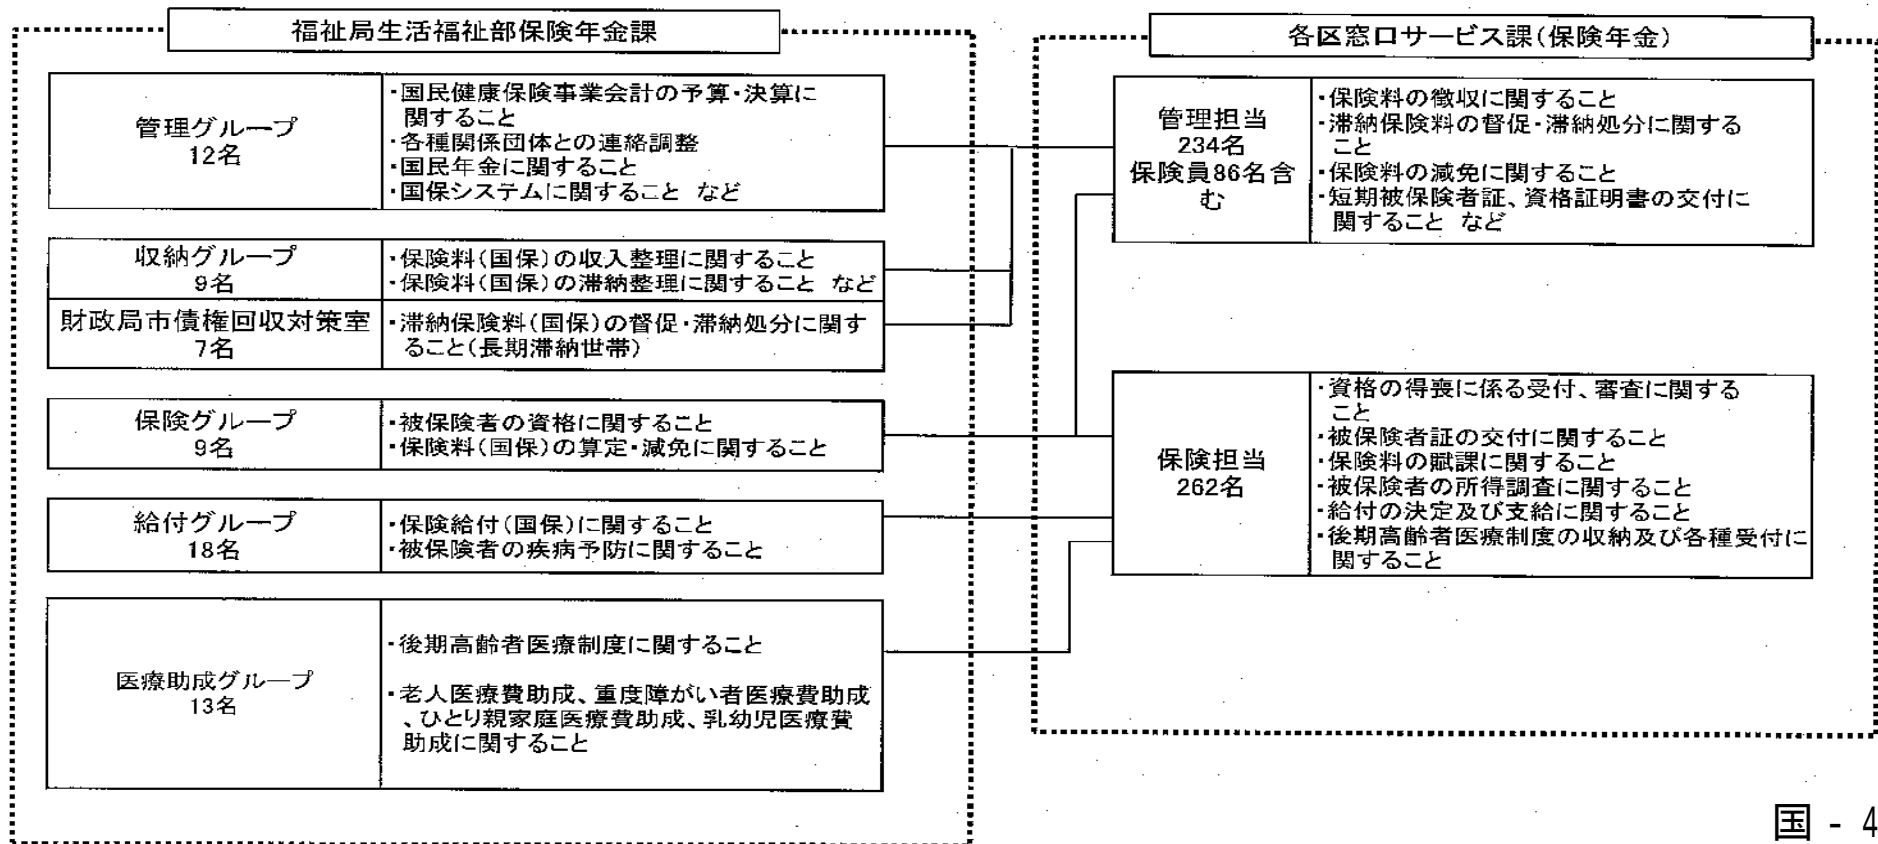 福祉局生活福祉部保険年金課
管理グループ
12名
・国民健康保険事業会計の予算・決算に
関すること
・各種関係団体との連絡調整
・国民年金に関すること
・国保システムに関すること など
収納グループ
9名
・保険料(国保)の収入整理に関すること
・保険料(国保)の滞納整理に関すること など
財政局市債権回収対策室
7名
・滞納保険料(国保)の督促・滞納処分に関す
ること(長期滞納世帯)
保険グループ
9名
・被保険者の資格に関すること
・保険料(国保)の算定・減免に関すること
給付グループ
18名
・保険給付(国保)に関すること
・被保険者の疾病予防に関すること
医療助成グループ
13名
・後期高齢者医療制度に関すること
・老人医療費助成、重度障がい者医療費助成
、ひとり親家庭医療費助成、乳幼児医療費
助成に関すること
各区窓口サービス課(保険年金)
管理担当
234名
保険員86名含
む
・保険料の徴収に関すること
・滞納保険料の督促・滞納処分に関する
こと
・保険料の減免に関すること
・短期被保険者証、資格証明書の交付に
関すること など
保険担当
262名
・資格の得喪に係る受付、審査に関する
こと
・被保険者証の交付に関すること
・保険料の賦課に関すること
・被保険者の所得調査に関すること
・給付の決定及び支給に関すること
・後期高齢者医療制度の収納及び各種受付に
関すること
国 - 4